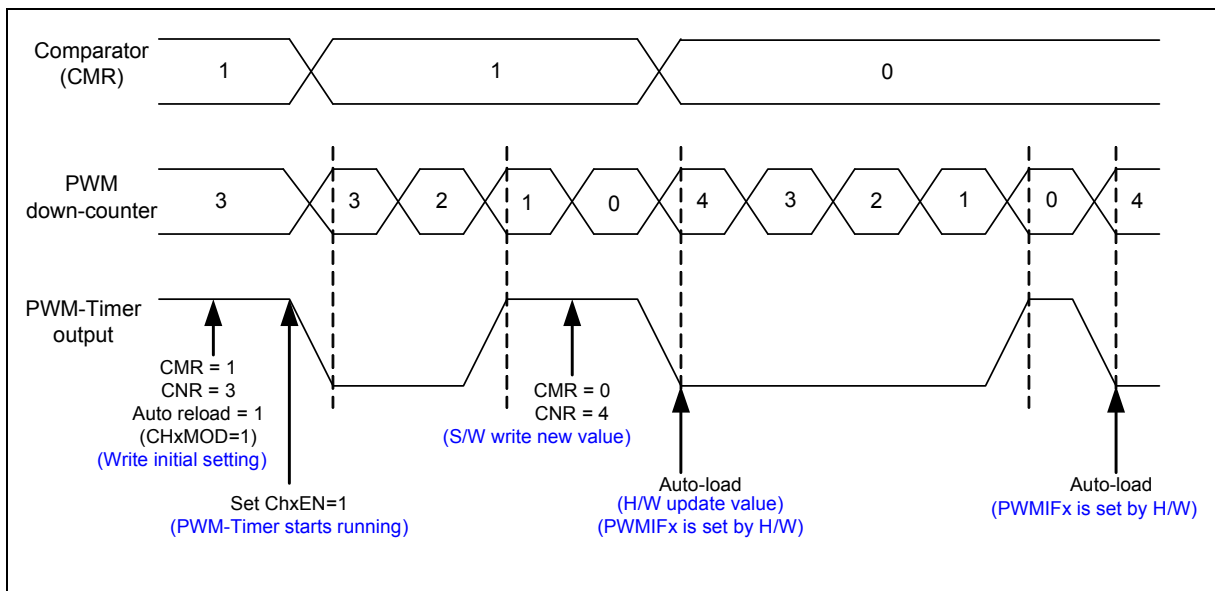 Comparator
(CMR)
1
1
0
PWM
down-counter
3
3
2
1
0
4
3
2
1
0
4
PWM-Timer
output
CMR = 1
CNR = 3
Auto reload = 1
(CHxMOD=1)
(Write initial setting)
Set ChxEN=1
(PWM-Timer starts running)
CMR = 0
CNR = 4
(S/W write new value)
Auto-load
(H/W update value)
(PWMIFx is set by H/W)
Auto-load
(PWMIFx is set by H/W)